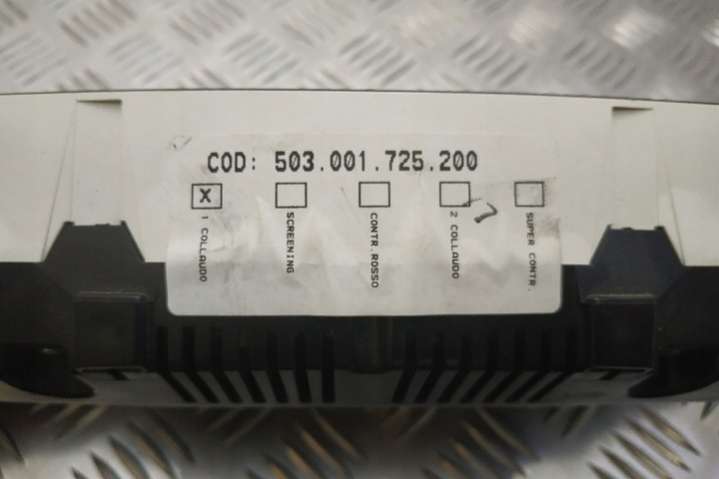 COD: 503.001.725.200
X
1 COLLAUDO
SCREENING
CONTR.ROSSO
2 COLLAUDO
SUPER CONTR.